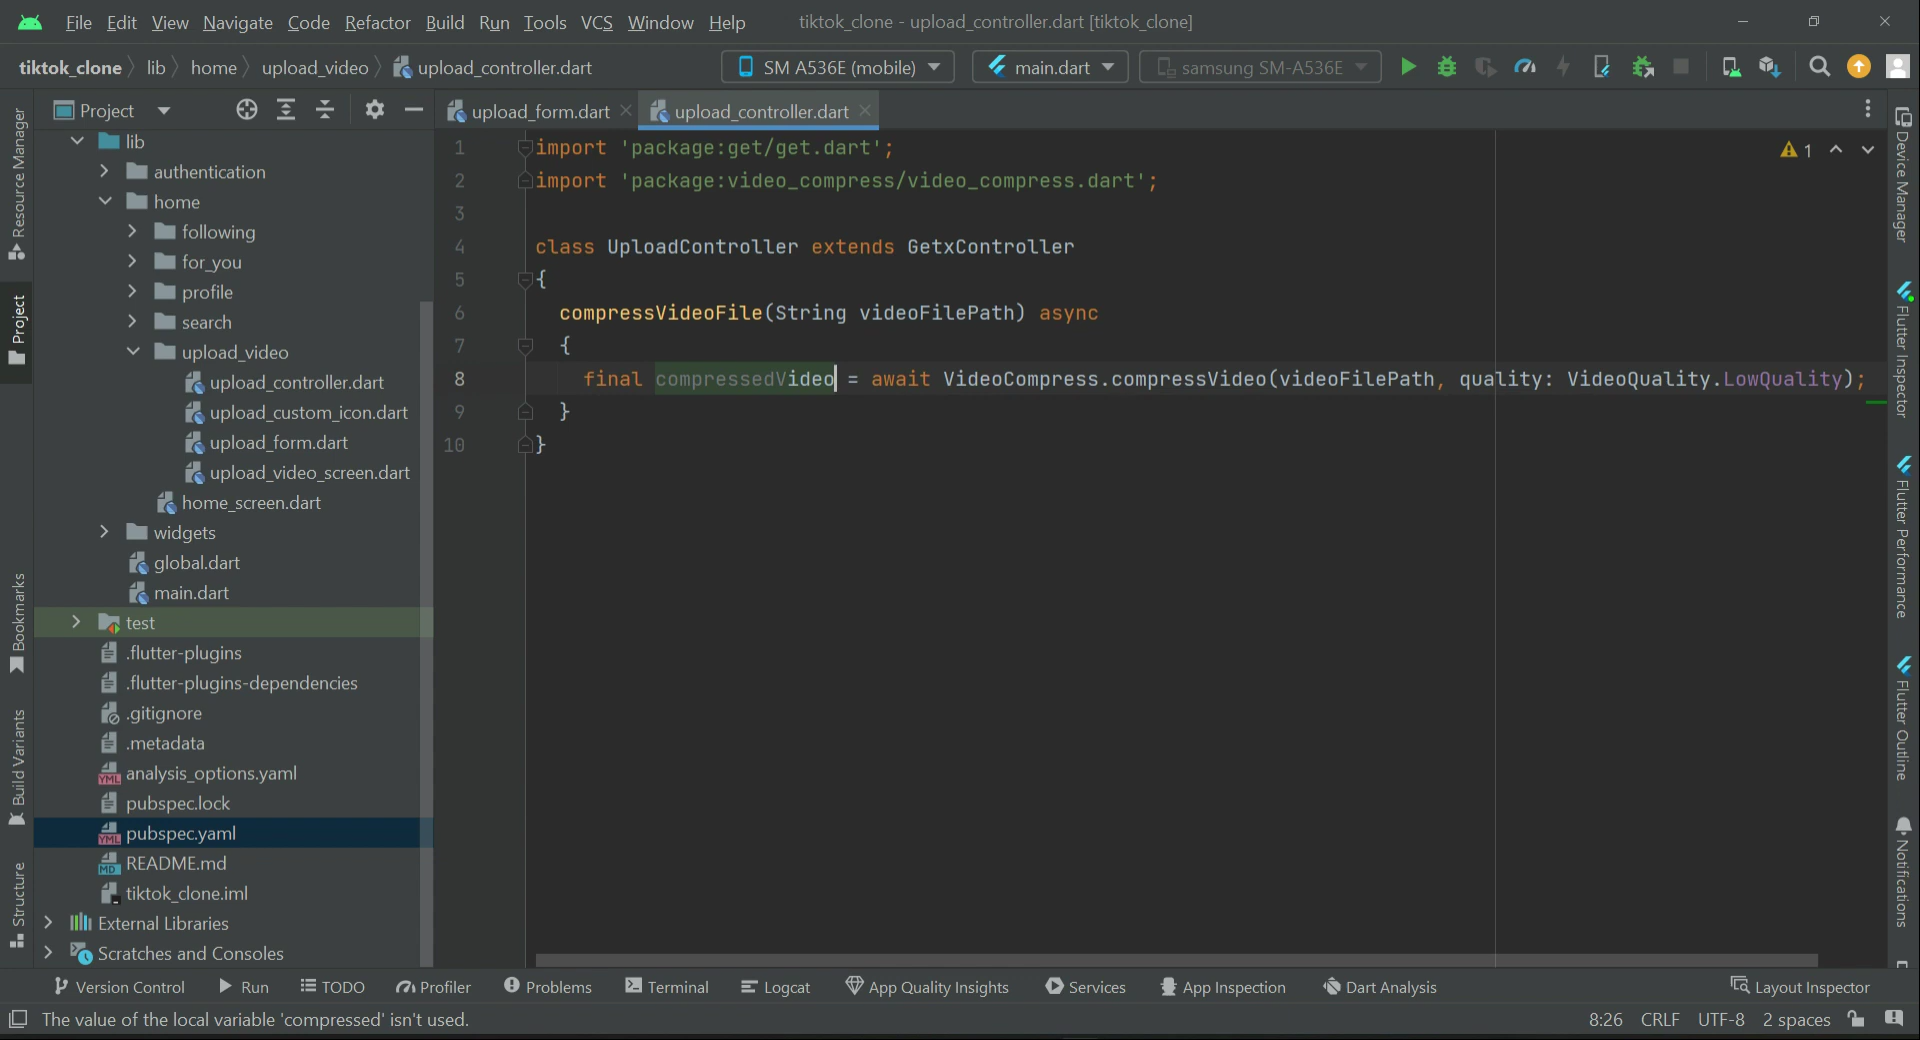 File Edit View Navigate Code Refactor Build Run Tools VCS Window Help tiktok_clone - upload_controller.dart [tiktok_clone]
tiktok_clone lib home upload_video upload_controller.dart SM A536E (mobile) main.dart samsung SM-A536E
Project
upload_form.dart upload_controller.dart
lib
authentication
home
following
for_you
profile
search
upload_video
upload_controller.dart
upload_custom_icon.dart
upload_form.dart
upload_video_screen.dart
home_screen.dart
widgets
global.dart
main.dart
test
.flutter-plugins
.flutter-plugins-dependencies
.gitignore
.metadata
analysis_options.yaml
pubspec.lock
pubspec.yaml
README.md
tiktok_clone.iml
External Libraries
Scratches and Consoles
1 import 'package:get/get.dart';
2 import 'package:video_compress/video_compress.dart';
3
4 class UploadController extends GetxController
5 {
6 compressVideoFile(String videoFilePath) async
7 {
8 final compressedVideo = await VideoCompress.compressVideo(videoFilePath, quality: VideoQuality.LowQuality);
9 }
10 }
1
Resource Manager
Project
Bookmarks
Build Variants
Structure
Device Manager
Flutter Inspector
Flutter Performance
Flutter Outline
Notifications
Version Control Run TODO Profiler Problems Terminal Logcat App Quality Insights Services App Inspection Dart Analysis Layout Inspector
The value of the local variable 'compressed' isn't used. 8:26 CRLF UTF-8 2 spaces